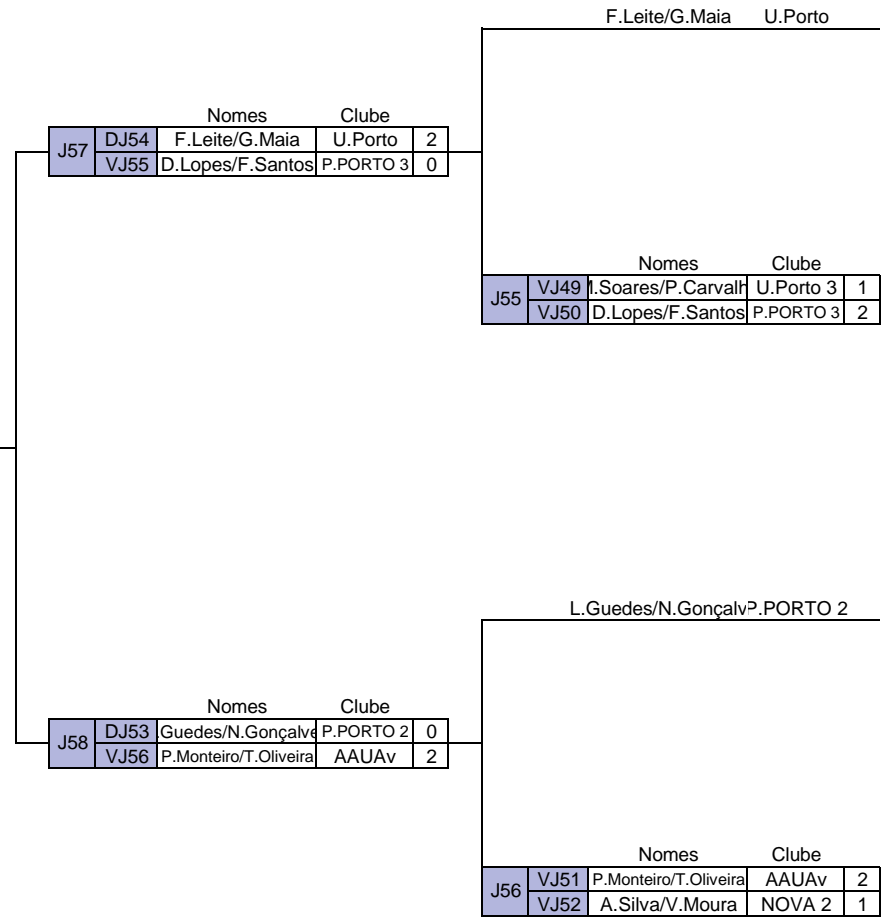 F.Leite/G.Maia U.Porto
Nomes Clube
J57 DJ54 F.Leite/G.Maia U.Porto 2
VJ55 D.Lopes/F.Santos P.PORTO 3 0
Nomes Clube
J55 VJ49 .Soares/P.Carvalh U.Porto 3 1
VJ50 D.Lopes/F.Santos P.PORTO 3 2
L.Guedes/N.Gonçalv P.PORTO 2
Nomes Clube
J58 DJ53 .Guedes/N.Gonçalve P.PORTO 2 0
VJ56 P.Monteiro/T.Oliveira AAUAv 2
Nomes Clube
J56 VJ51 P.Monteiro/T.Oliveira AAUAv 2
VJ52 A.Silva/V.Moura NOVA 2 1